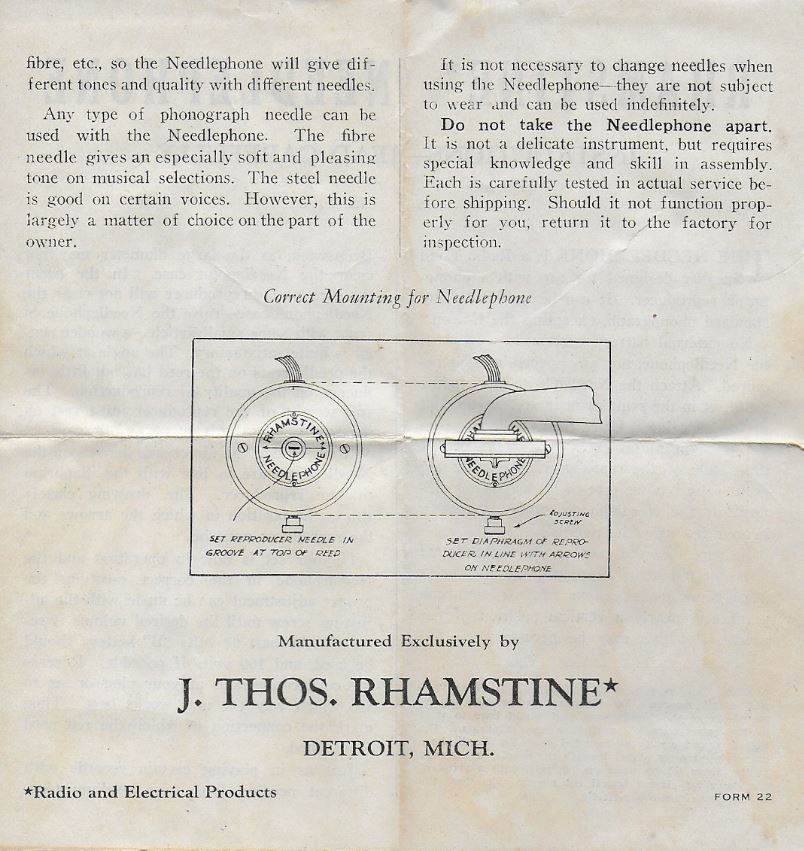 fibre, etc., so the Needlephone will give dif-
ferent tones and quality with different needles.
Any type of phonograph needle can be
used with the Needlephone. The fibre
needle gives an especially soft and pleasing
tone on musical selections. The steel needle
is good on certain voices. However, this is
largely a matter of choice on the part of the
owner.
It is not necessary to change needles when
using the Needlephone—they are not subject
to wear and can be used indefinitely.
Do not take the Needlephone apart.
It is not a delicate instrument, but requires
special knowledge and skill in assembly.
Each is carefully tested in actual service be-
fore shipping. Should it not function prop-
erly for you, return it to the factory for
inspection.
Correct Mounting for Needlephone
RHAMSTINE
NEEDLEPHONE
NEEDLEPHONE
ADJUSTING
SCREW
SET REPRODUCER NEEDLE IN
GROOVE AT TOP OF REED
SET DIAPHRAGM OF REPRO-
DUCER IN LINE WITH ARROWS
ON NEEDLEPHONE
Manufactured Exclusively by
J. THOS. RHAMSTINE*
DETROIT, MICH.
*Radio and Electrical Products
FORM 22